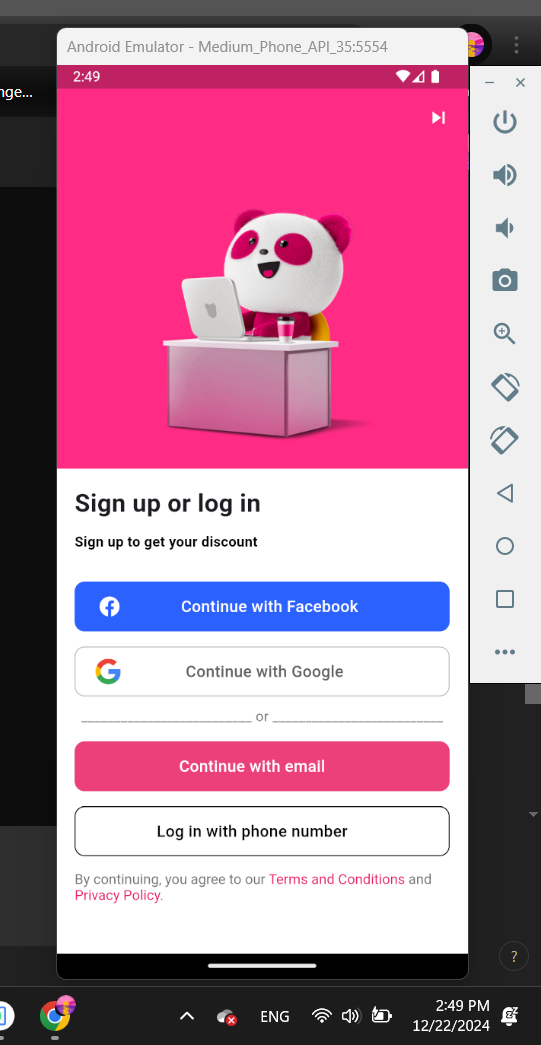 Android Emulator - Medium_Phone_API_35:5554
2:49
nge...
Sign up or log in
Sign up to get your discount
Continue with Facebook
Continue with Google
__________________________ or __________________________
Continue with email
Log in with phone number
By continuing, you agree to our Terms and Conditions and
Privacy Policy.
?
ENG
2:49 PM
12/22/2024